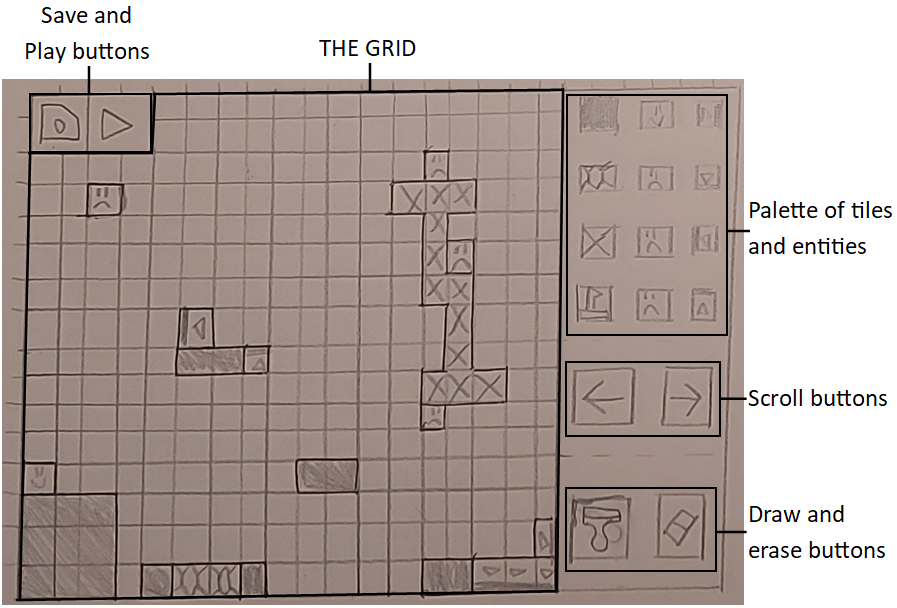 Save and
Play buttons
THE GRID
Palette of tiles
and entities
Scroll buttons
Draw and
erase buttons